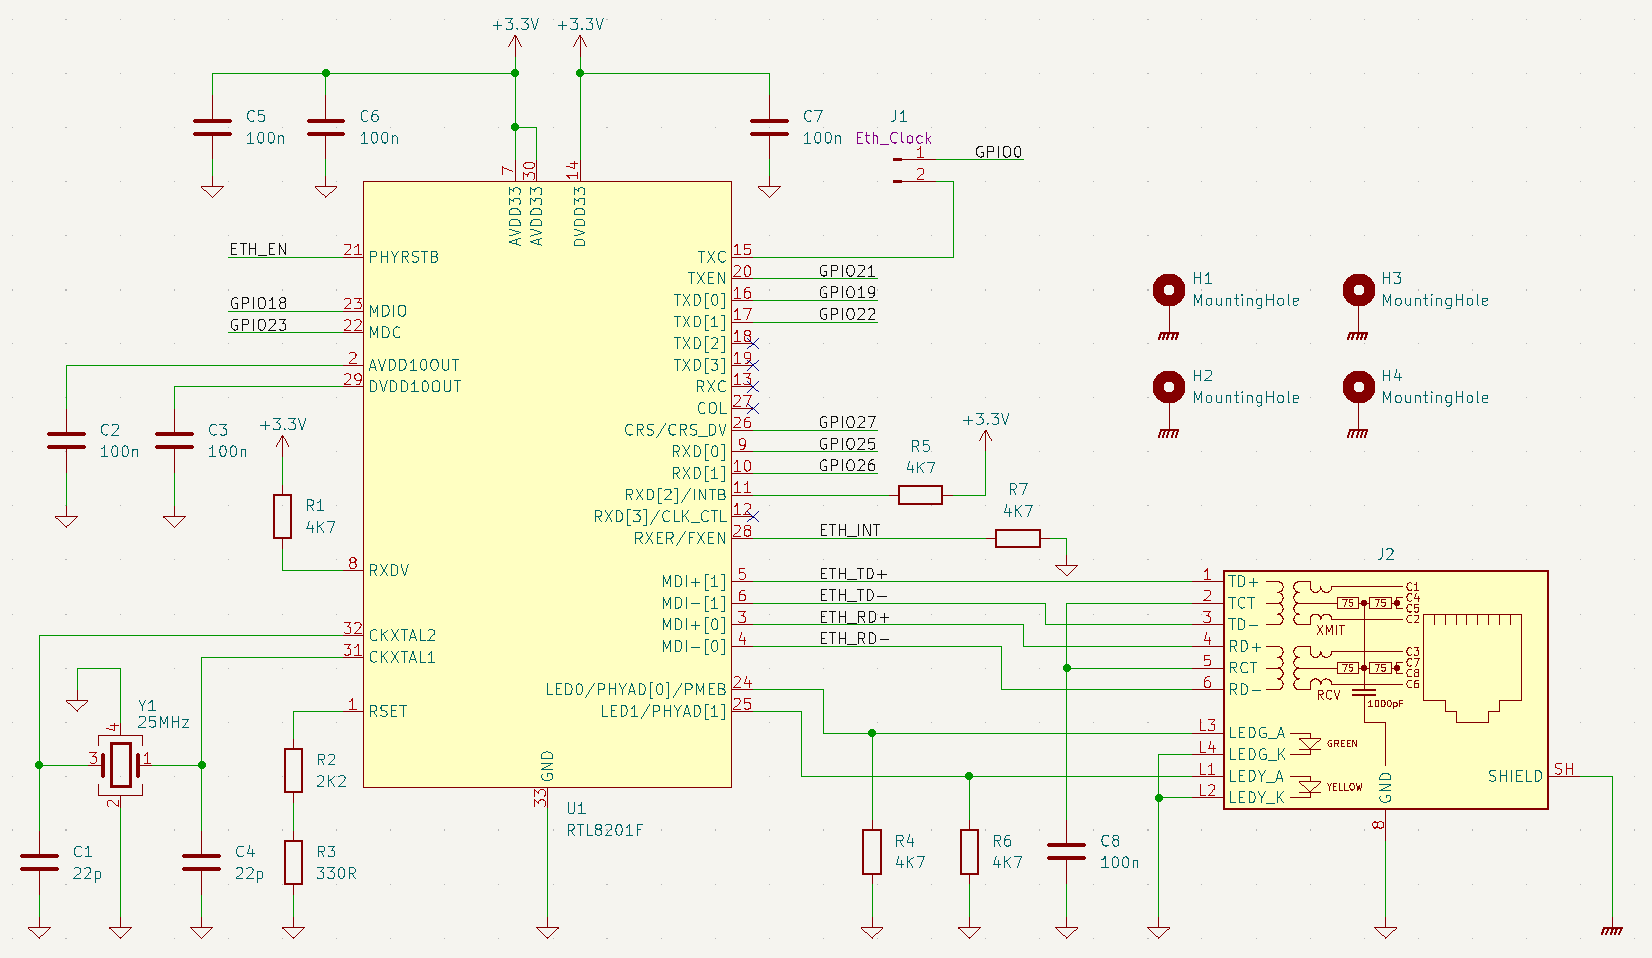 +3.3V
+3.3V
C5
100n
C6
100n
C7
100n
J1
Eth_Clock
1
GPIO0
2
7
30
14
AVDD33
AVDD33
DVDD33
ETH_EN
21
PHYRSTB
GPIO18
23
MDIO
GPIO23
22
MDC
2
AVDD10OUT
29
DVDD10OUT
C2
100n
C3
100n
+3.3V
R1
4K7
8
RXDV
32
CKXTAL2
31
CKXTAL1
1
RSET
Y1
25MHz
4
3
1
2
C1
22p
C4
22p
R2
2K2
R3
330R
GND
33
U1
RTL8201F
TXC
15
TXEN
20
GPIO21
TXD[0]
16
GPIO19
TXD[1]
17
GPIO22
TXD[2]
18
TXD[3]
19
RXC
13
COL
27
CRS/CRS_DV
26
GPIO27
RXD[0]
9
GPIO25
RXD[1]
10
GPIO26
RXD[2]/INTB
11
RXD[3]/CLK_CTL
12
RXER/FXEN
28
ETH_INT
R5
4K7
+3.3V
R7
4K7
MDI+[1]
5
ETH_TD+
MDI-[1]
6
ETH_TD-
MDI+[0]
3
ETH_RD+
MDI-[0]
4
ETH_RD-
LED0/PHYAD[0]/PMEB
24
LED1/PHYAD[1]
25
R4
4K7
R6
4K7
C8
100n
H1
MountingHole
H3
MountingHole
H2
MountingHole
H4
MountingHole
J2
1
TD+
2
TCT
3
TD-
4
RD+
5
RCT
6
RD-
L3
LEDG_A
L4
LEDG_K
L1
LEDY_A
L2
LEDY_K
C1
75
75
C4
C5
C2
XMIT
C3
75
75
C7
C8
C6
RCV
1000pF
GREEN
YELLOW
GND
8
SHIELD
SH